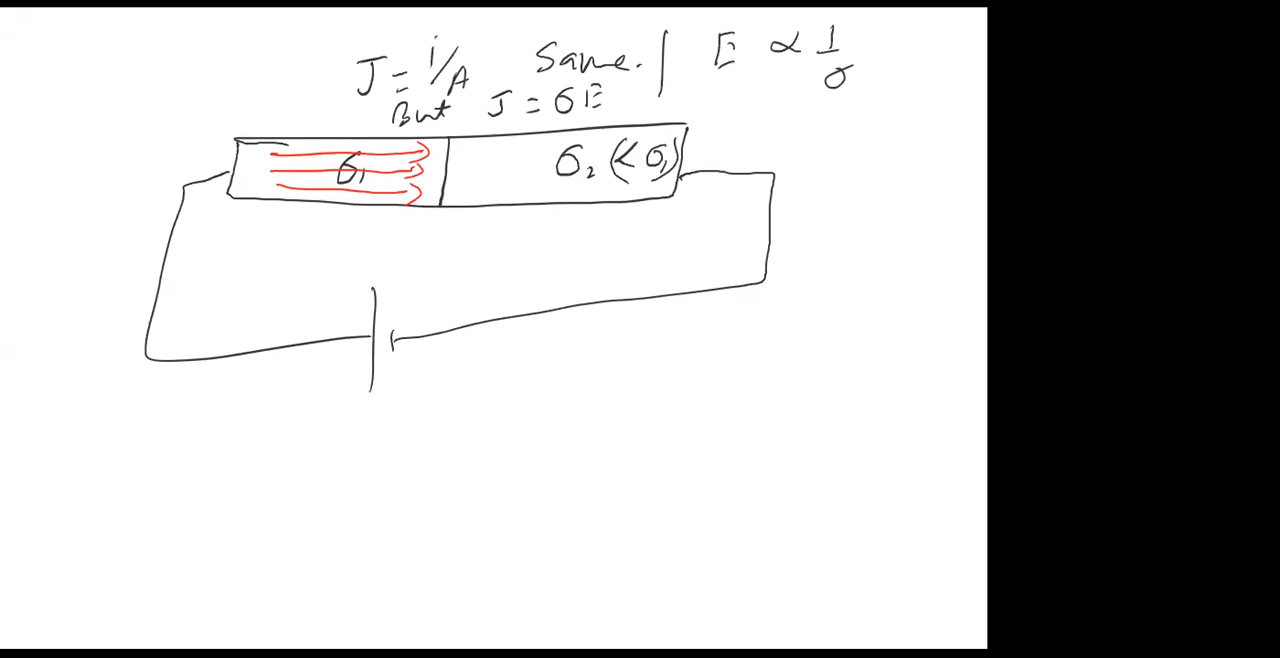 J = i/A Same. | E ∝ 1/σ
But J = σE
σ₁ σ₂ (< σ₁)